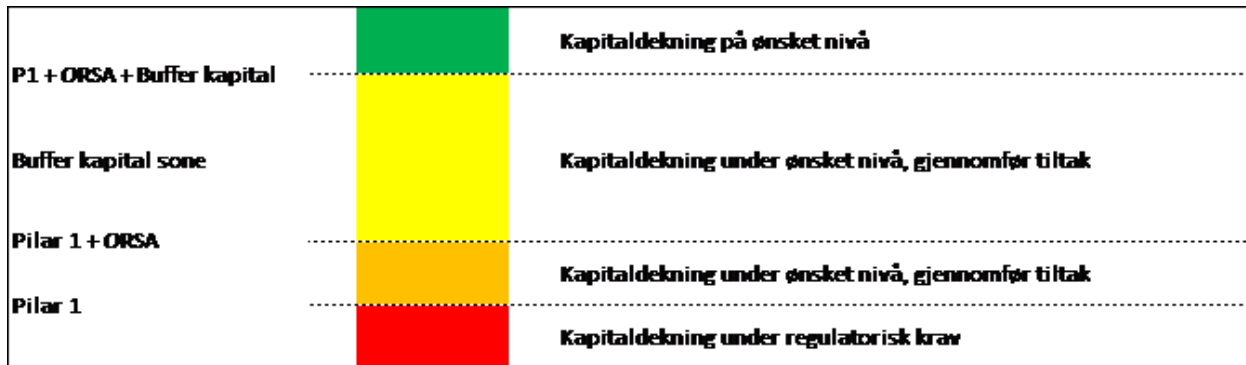 Kapitaldekning på ønsket nivå
P1 + ORSA + Buffer kapital
Buffer kapital sone
Kapitaldekning under ønsket nivå, gjennomfør tiltak
Pilar 1 + ORSA
Kapitaldekning under ønsket nivå, gjennomfør tiltak
Pilar 1
Kapitaldekning under regulatorisk krav